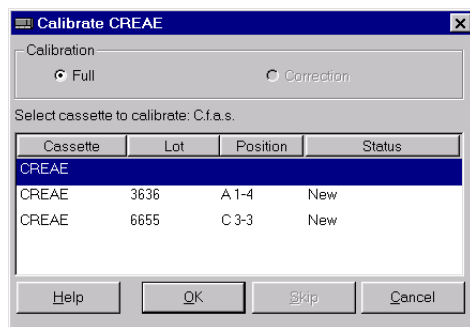 Calibrate CREAE
Calibration
Full Correction
Select cassette to calibrate: C.f.a.s.
Cassette Lot Position Status
CREAE
CREAE 3636 A 1-4 New
CREAE 6655 C 3-3 New
Help OK Skip Cancel